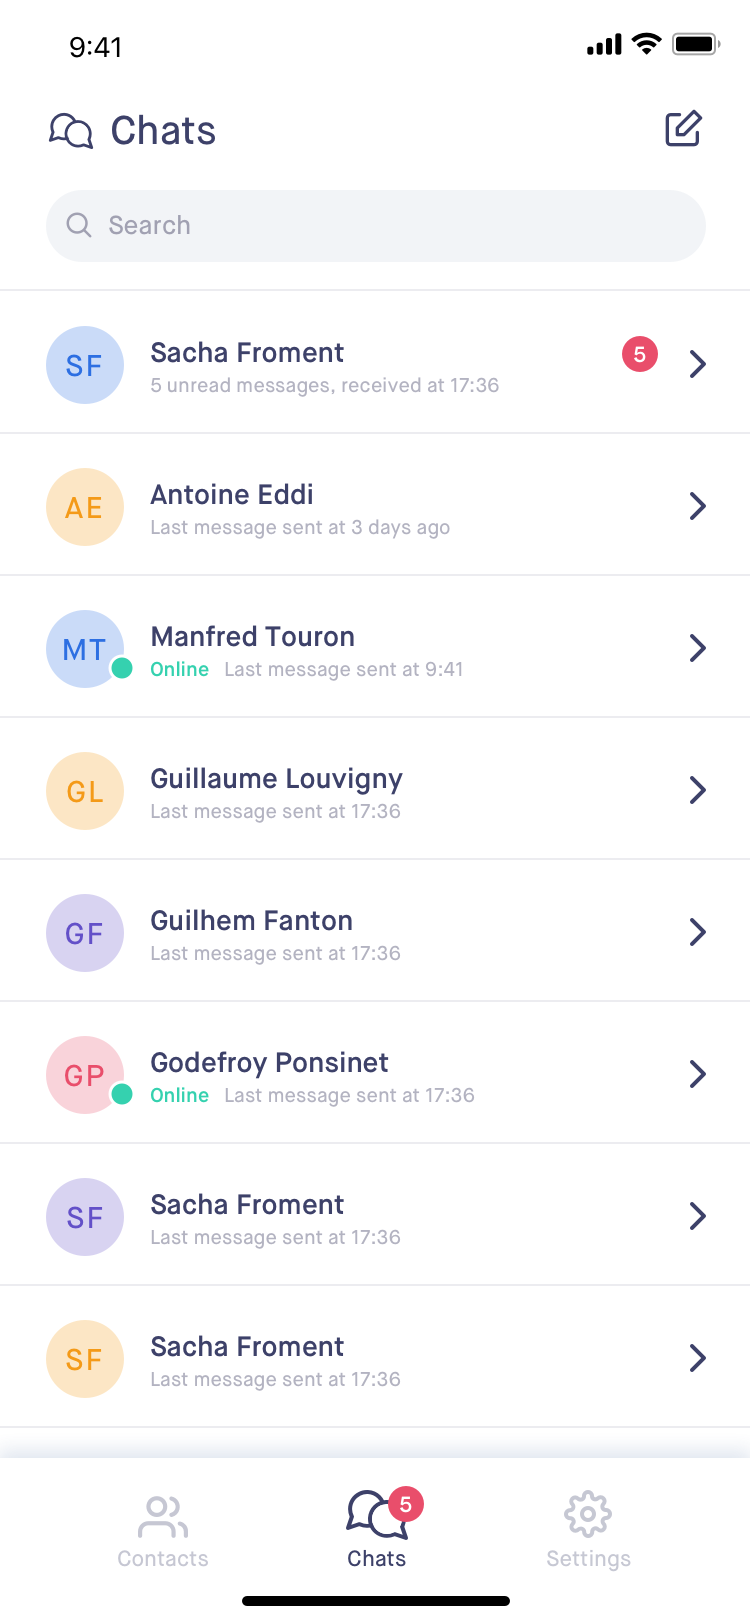 9:41
Chats
Search
SF
Sacha Froment
5 unread messages, received at 17:36
5
AE
Antoine Eddi
Last message sent at 3 days ago
MT
Manfred Touron
Online Last message sent at 9:41
GL
Guillaume Louvigny
Last message sent at 17:36
GF
Guilhem Fanton
Last message sent at 17:36
GP
Godefroy Ponsinet
Online Last message sent at 17:36
SF
Sacha Froment
Last message sent at 17:36
SF
Sacha Froment
Last message sent at 17:36
5
Contacts Chats Settings